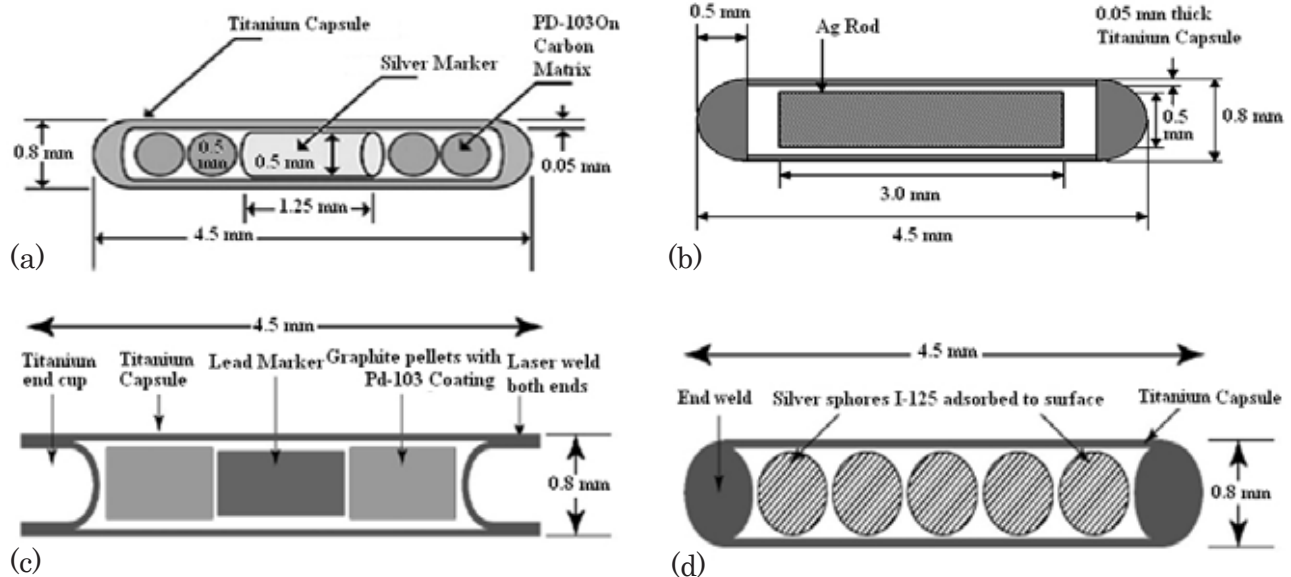 Titanium Capsule
PD-103On
Carbon
Matrix
Silver Marker
0.8 mm
0.5
mm
0.5 mm
0.05 mm
1.25 mm
4.5 mm
(a)
0.5 mm
Ag Rod
0.05 mm thick
Titanium Capsule
0.5
mm
0.8 mm
3.0 mm
4.5 mm
(b)
4.5 mm
Titanium
end cup
Titanium
Capsule
Lead Marker
Graphite pellets with
Pd-103 Coating
Laser weld
both ends
0.8 mm
(c)
4.5 mm
End weld
Silver sphores I-125 adsorbed to surface
Titanium Capsule
0.8 mm
(d)